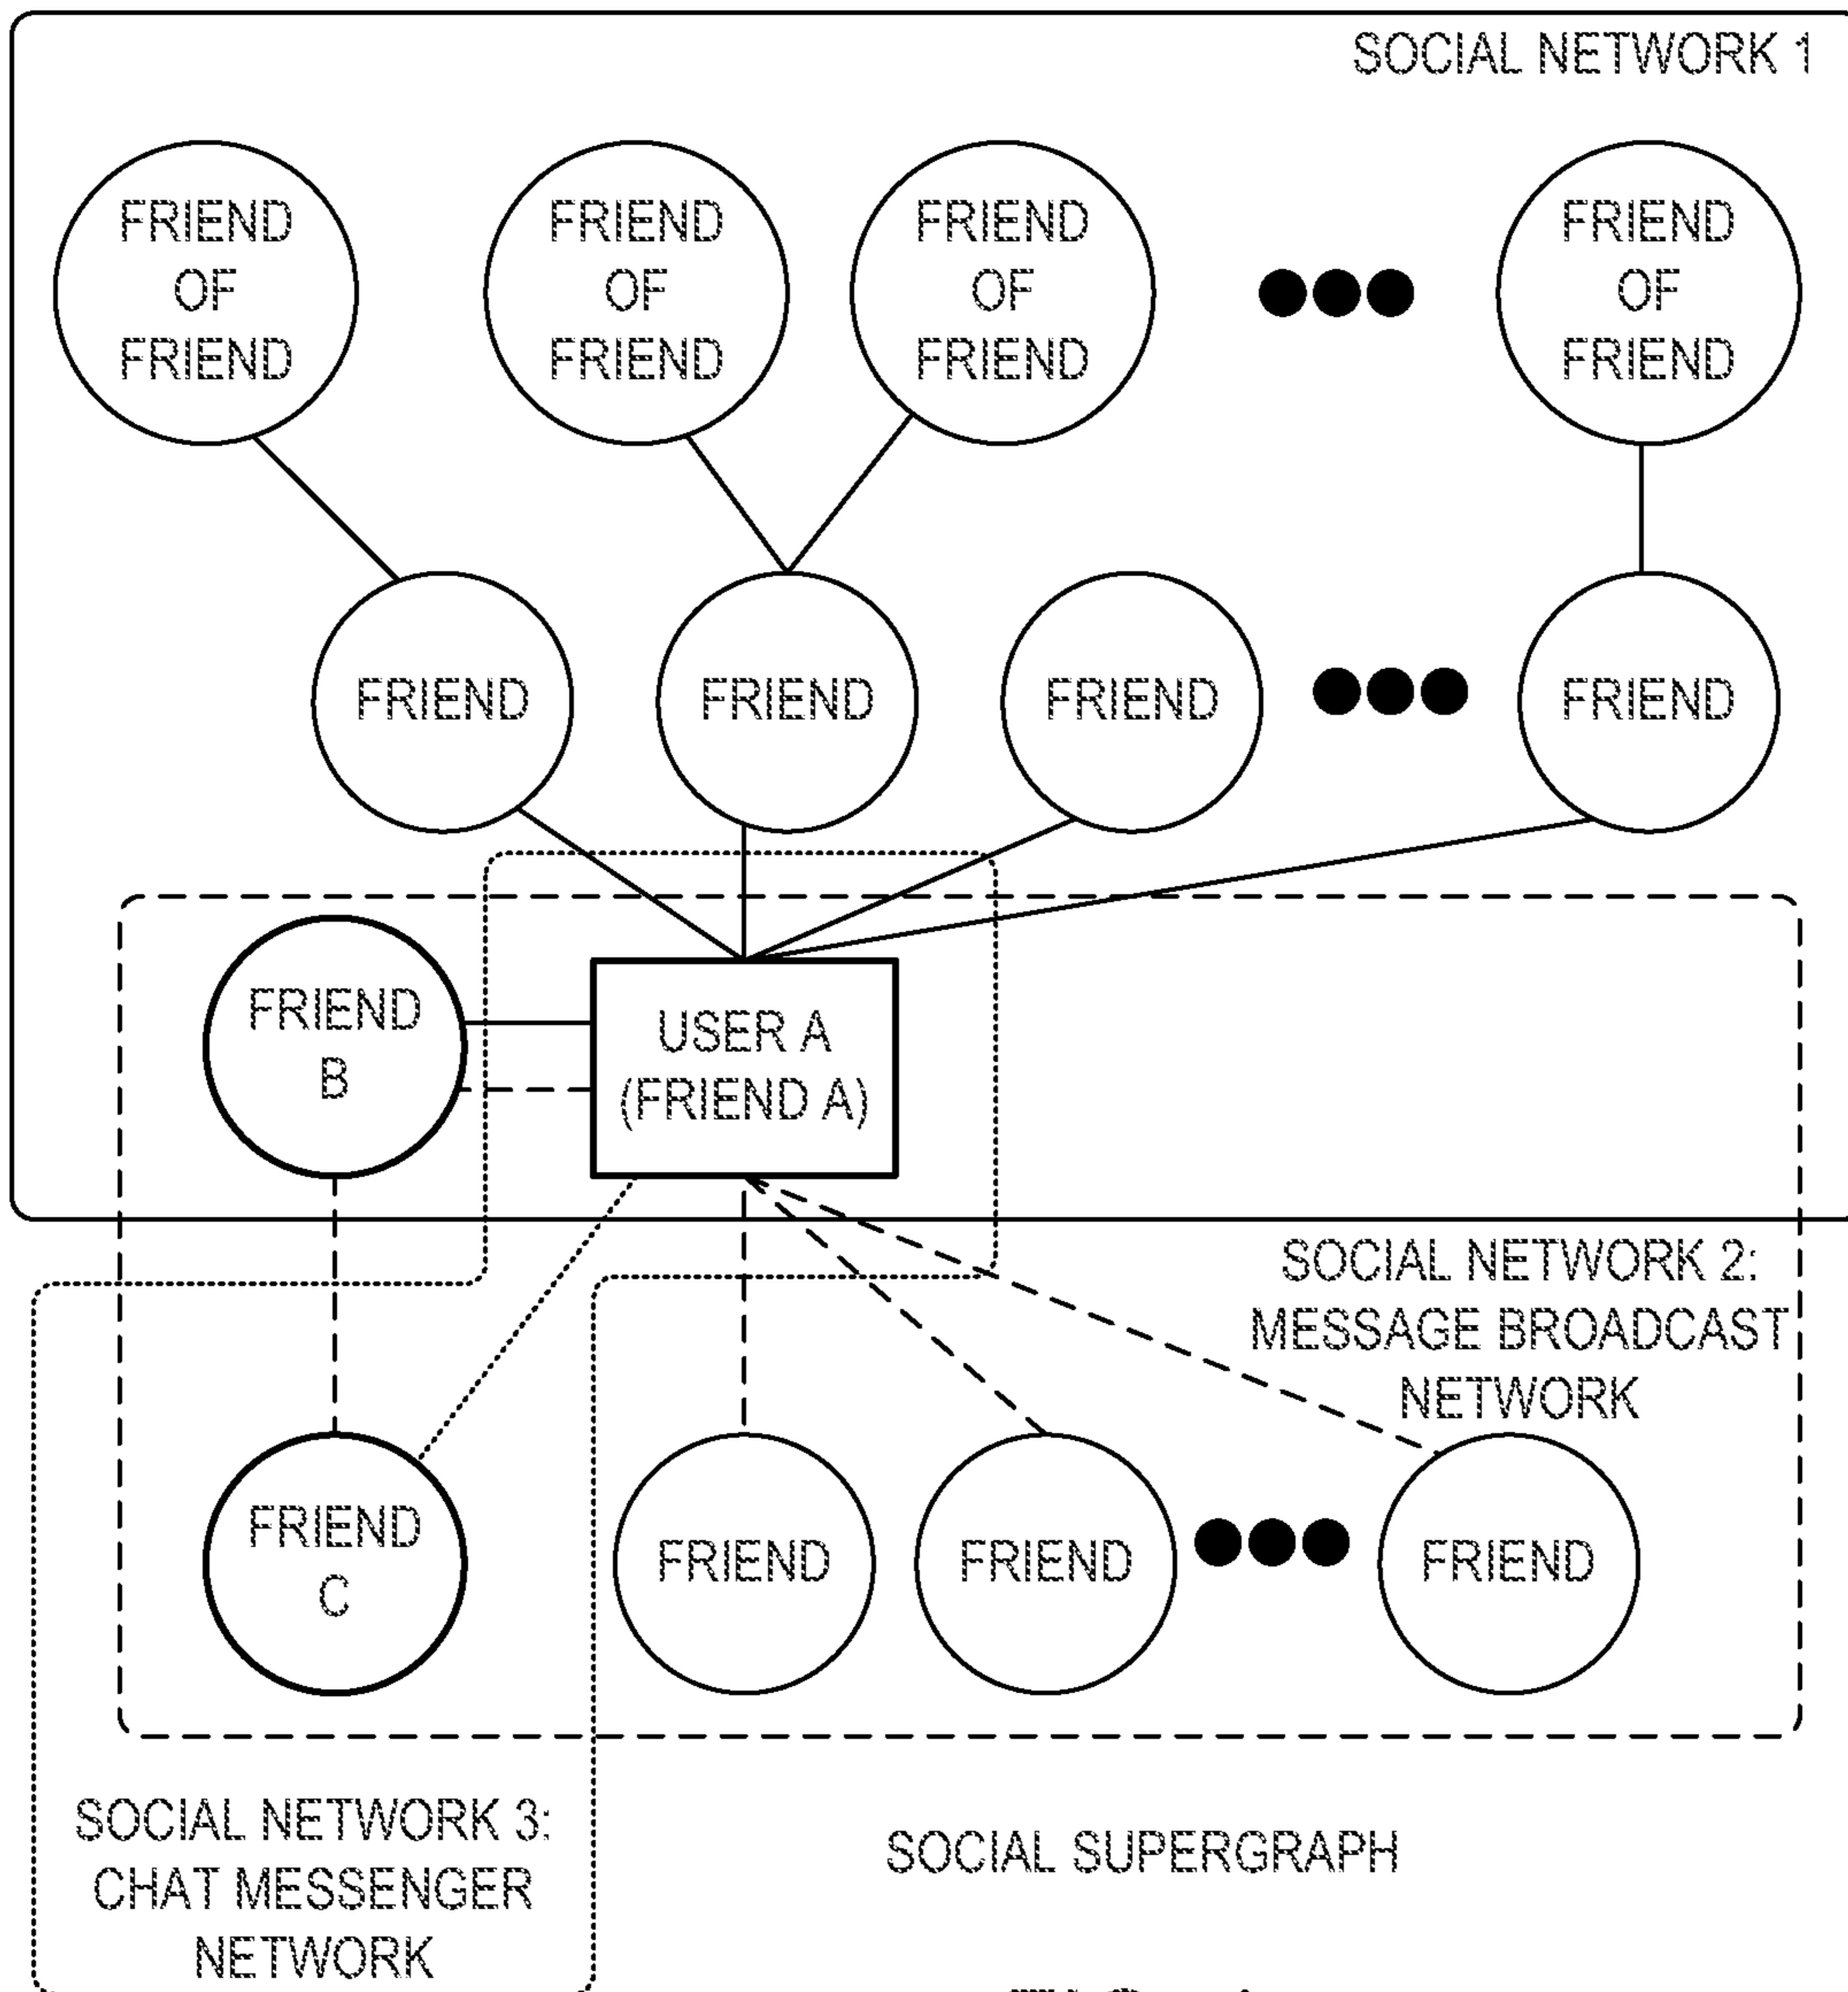 SOCIAL NETWORK 1
FRIEND
OF
FRIEND
FRIEND
OF
FRIEND
FRIEND
OF
FRIEND
FRIEND
OF
FRIEND
FRIEND
FRIEND
FRIEND
FRIEND
FRIEND
B
USER A
(FRIEND A)
SOCIAL NETWORK 2:
MESSAGE BROADCAST
NETWORK
FRIEND
C
FRIEND
FRIEND
FRIEND
SOCIAL NETWORK 3:
CHAT MESSENGER
NETWORK
SOCIAL SUPERGRAPH